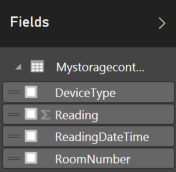 Fields
Mystoragecont...
DeviceType
Reading
ReadingDateTime
RoomNumber